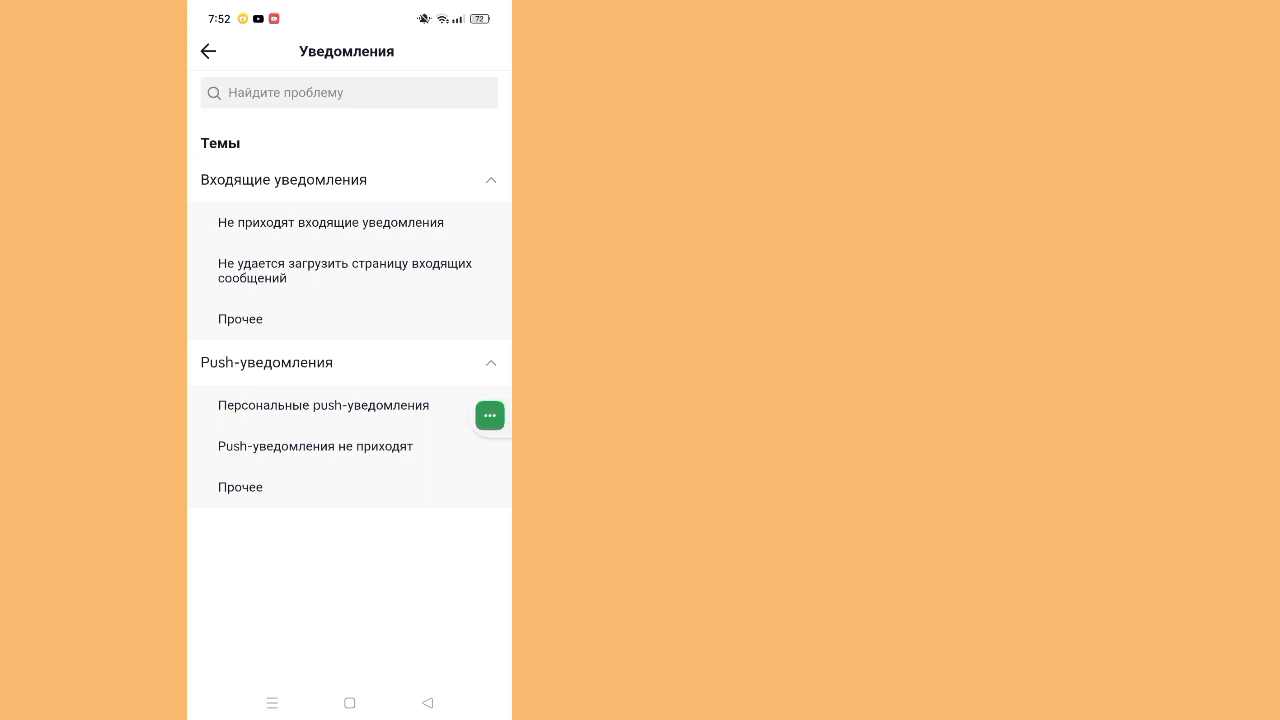 7:52
72
Уведомления
Найдите проблему
Темы
Входящие уведомления
Не приходят входящие уведомления
Не удается загрузить страницу входящих
сообщений
Прочее
Push-уведомления
Персональные push-уведомления
Push-уведомления не приходят
Прочее